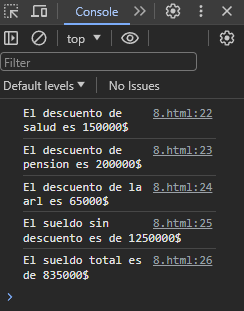 Console
top
Filter
Default levels
No Issues
El descuento de 8.html:22
salud es 150000$
El descuento de 8.html:23
pension es 200000$
El descuento de la 8.html:24
arl es 65000$
El sueldo sin 8.html:25
descuento es de 1250000$
El sueldo total es 8.html:26
de 835000$